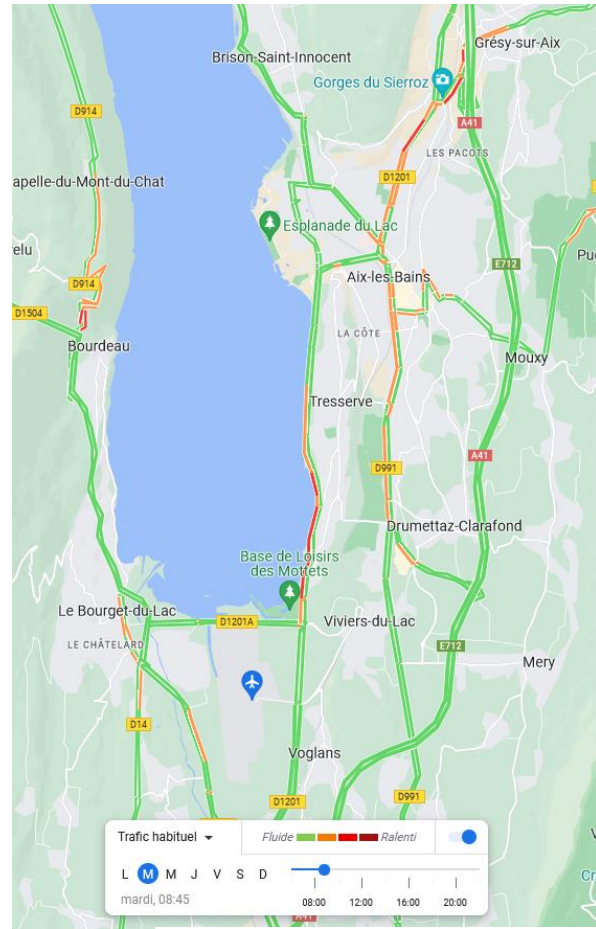 Grésy-sur-Aix
Brison-Saint-Innocent
Gorges du Sierroz
D914
A41
LES PACOTS
D1201
apelle-du-Mont-du-Chat
Esplanade du Lac
elu
E712
Pu
Aix-les-Bains
D914
D1504
LA CÔTE
Bourdeau
Mouxy
Tresserve
A41
D991
Drumettaz-Clarafond
Base de Loisirs
des Mottets
Le Bourget-du-Lac
D1201A
Viviers-du-Lac
LE CHÂTELARD
E712
Mery
D14
Voglans
D1201
D991
Trafic habituel
Fluide
Ralenti
L M M J V S D
mardi, 08:45
08:00 12:00 16:00 20:00
A41